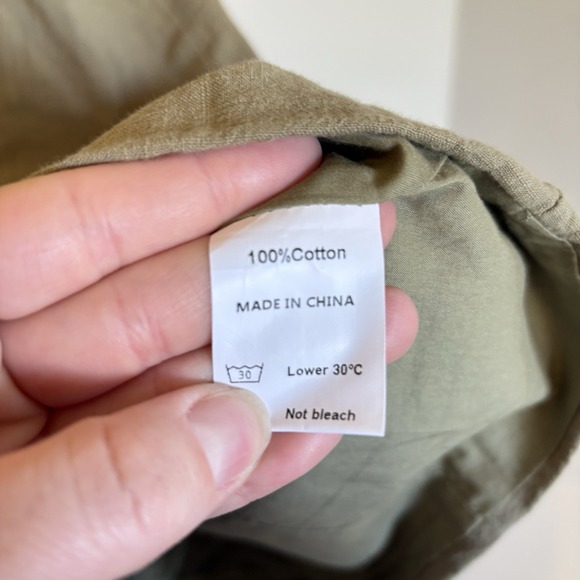 100%Cotton
MADE IN CHINA
30 Lower 30°C
Not bleach